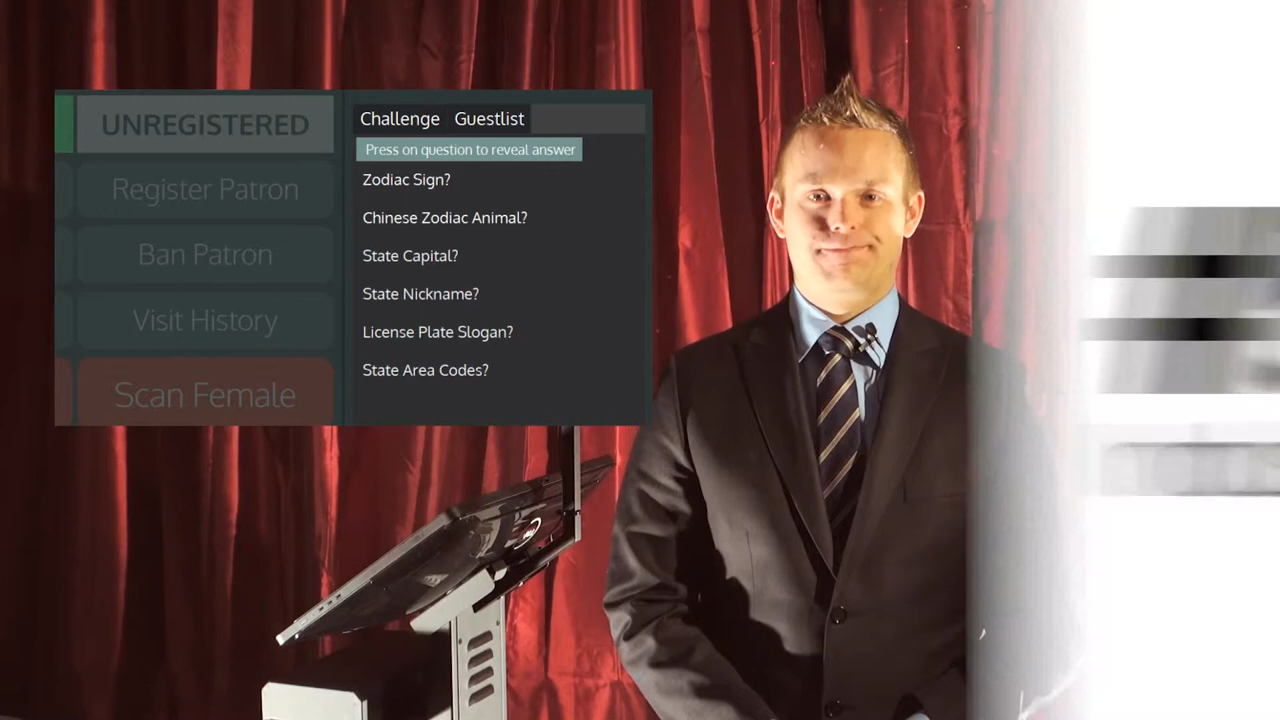 UNREGISTERED
Register Patron
Ban Patron
Visit History
Scan Female
Challenge Guestlist
Press on question to reveal answer
Zodiac Sign?
Chinese Zodiac Animal?
State Capital?
State Nickname?
License Plate Slogan?
State Area Codes?